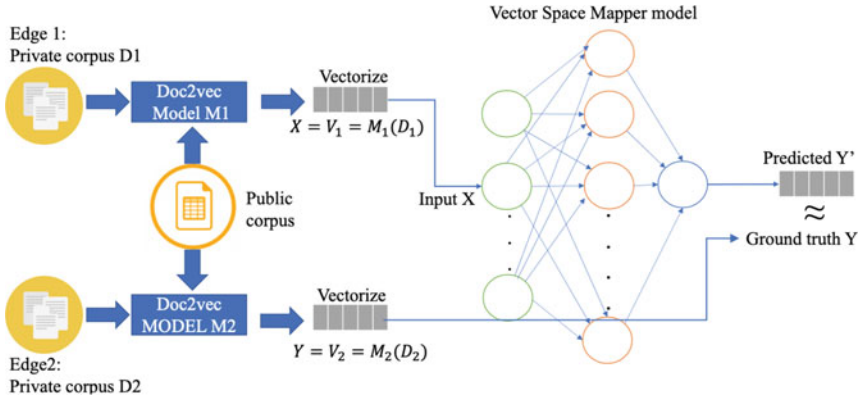 Vector Space Mapper model
Edge 1:
Private corpus D1
Doc2vec
Model M1
Vectorize
X = V₁ = M₁(D₁)
Input X
Predicted Y'
≈
Ground truth Y
Public
corpus
Doc2vec
MODEL M2
Vectorize
Y = V₂ = M₂(D₂)
Edge2:
Private corpus D2